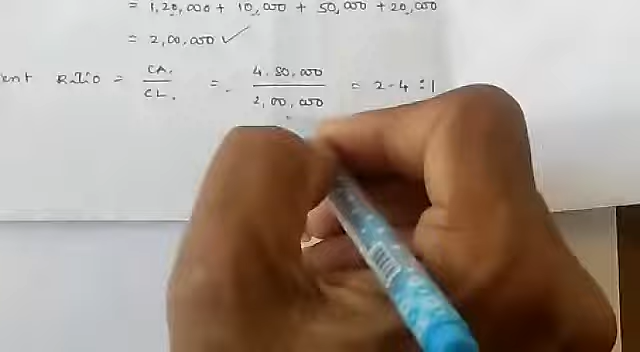 = 1,20,000 + 10,000 + 50,000 + 20,000
= 2,00,000 ✓
ent Ratio = CA. / CL. = 4,80,000 / 2,00,000 = 2.4 : 1